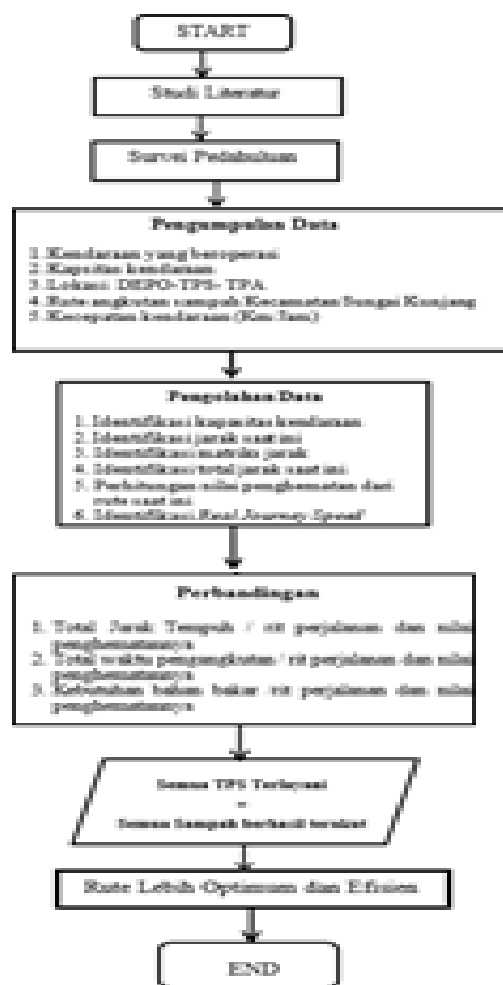 START
Studi Literatur
Survei Pedahuluan
Pengumpulan Data
1. Kendaraan yang beroperasi
2. Kapsitas kendaraan
3. Lokasi DEPO-TPS- TPA
4. Rute angkutan sampah Kecamatan Sungai Kunjang
5. Kecepatan kendaraan (Km/Jam)
Pengolahan Data
1. Identifikasi kapasitas kendaraan
2. Identifikasi jarak saat ini
3. Identifikasi matriks jarak
4. Identifikasi total jarak saat ini
5. Perhitungan nilai penghematan dari
rute saat ini
6. Identifikasi Real Journey Speed
Perbandingan
1. Total Jarak Tempuh / rit perjalanan dan nilai
penghematannya
2. Total waktu pengangkutan / rit perjalanan dan nilai
penghematannya
3. Kebutuhan bahan bakar /rit perjalanan dan nilai
penghematannya
Semua TPS Terlayani
=
Semua Sampah berhasil terangkut
Rute Lebih Optimum dan Efisien
END